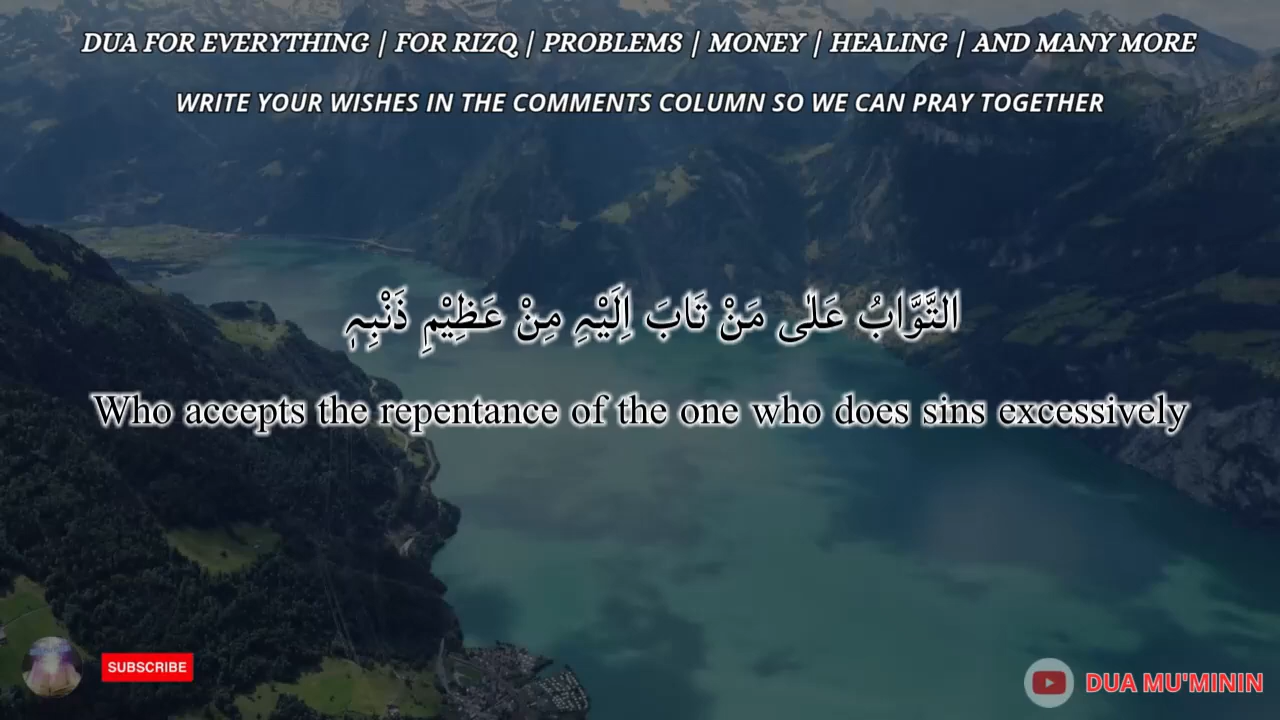 DUA FOR EVERYTHING | FOR RIZQ | PROBLEMS | MONEY | HEALING | AND MANY MORE
WRITE YOUR WISHES IN THE COMMENTS COLUMN SO WE CAN PRAY TOGETHER
التَّوَّابُ عَلٰى مَنْ تَابَ اِلَيْهِ مِنْ عَظِيْمِ ذَنْۢبِهٖ
Who accepts the repentance of the one who does sins excessively
SUBSCRIBE
DUA MU'MININ